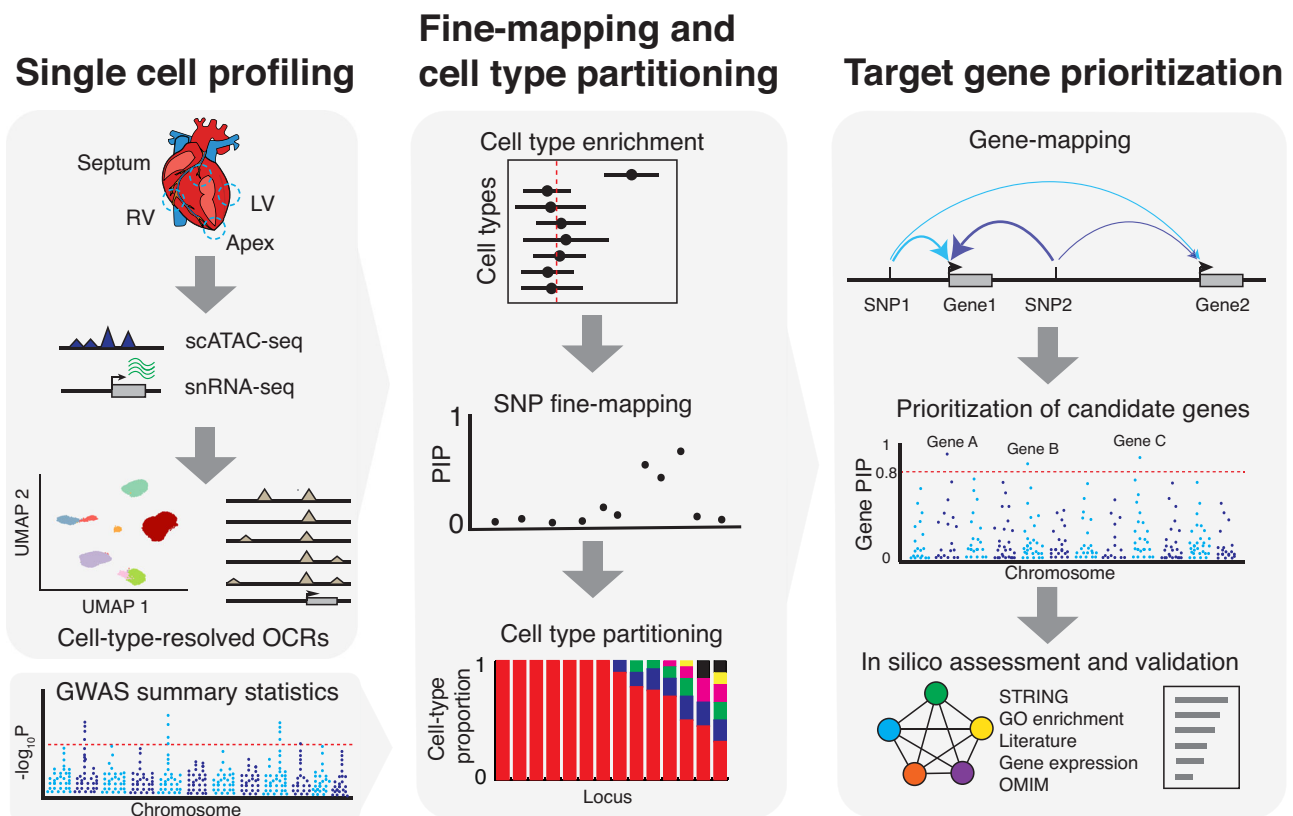 Single cell profiling
Septum
RV
LV
Apex
scATAC-seq
snRNA-seq
UMAP 2
UMAP 1
Cell-type-resolved OCRs
GWAS summary statistics
-log10P
Chromosome
Fine-mapping and
cell type partitioning
Cell type enrichment
Cell types
SNP fine-mapping
1
PIP
0
Cell type partitioning
1
Cell-type
proportion
0
Locus
Target gene prioritization
Gene-mapping
SNP1
Gene1
SNP2
Gene2
Prioritization of candidate genes
1
Gene A
Gene B
Gene C
0.8
Gene PIP
0
Chromosome
In silico assessment and validation
STRING
GO enrichment
Literature
Gene expression
OMIM